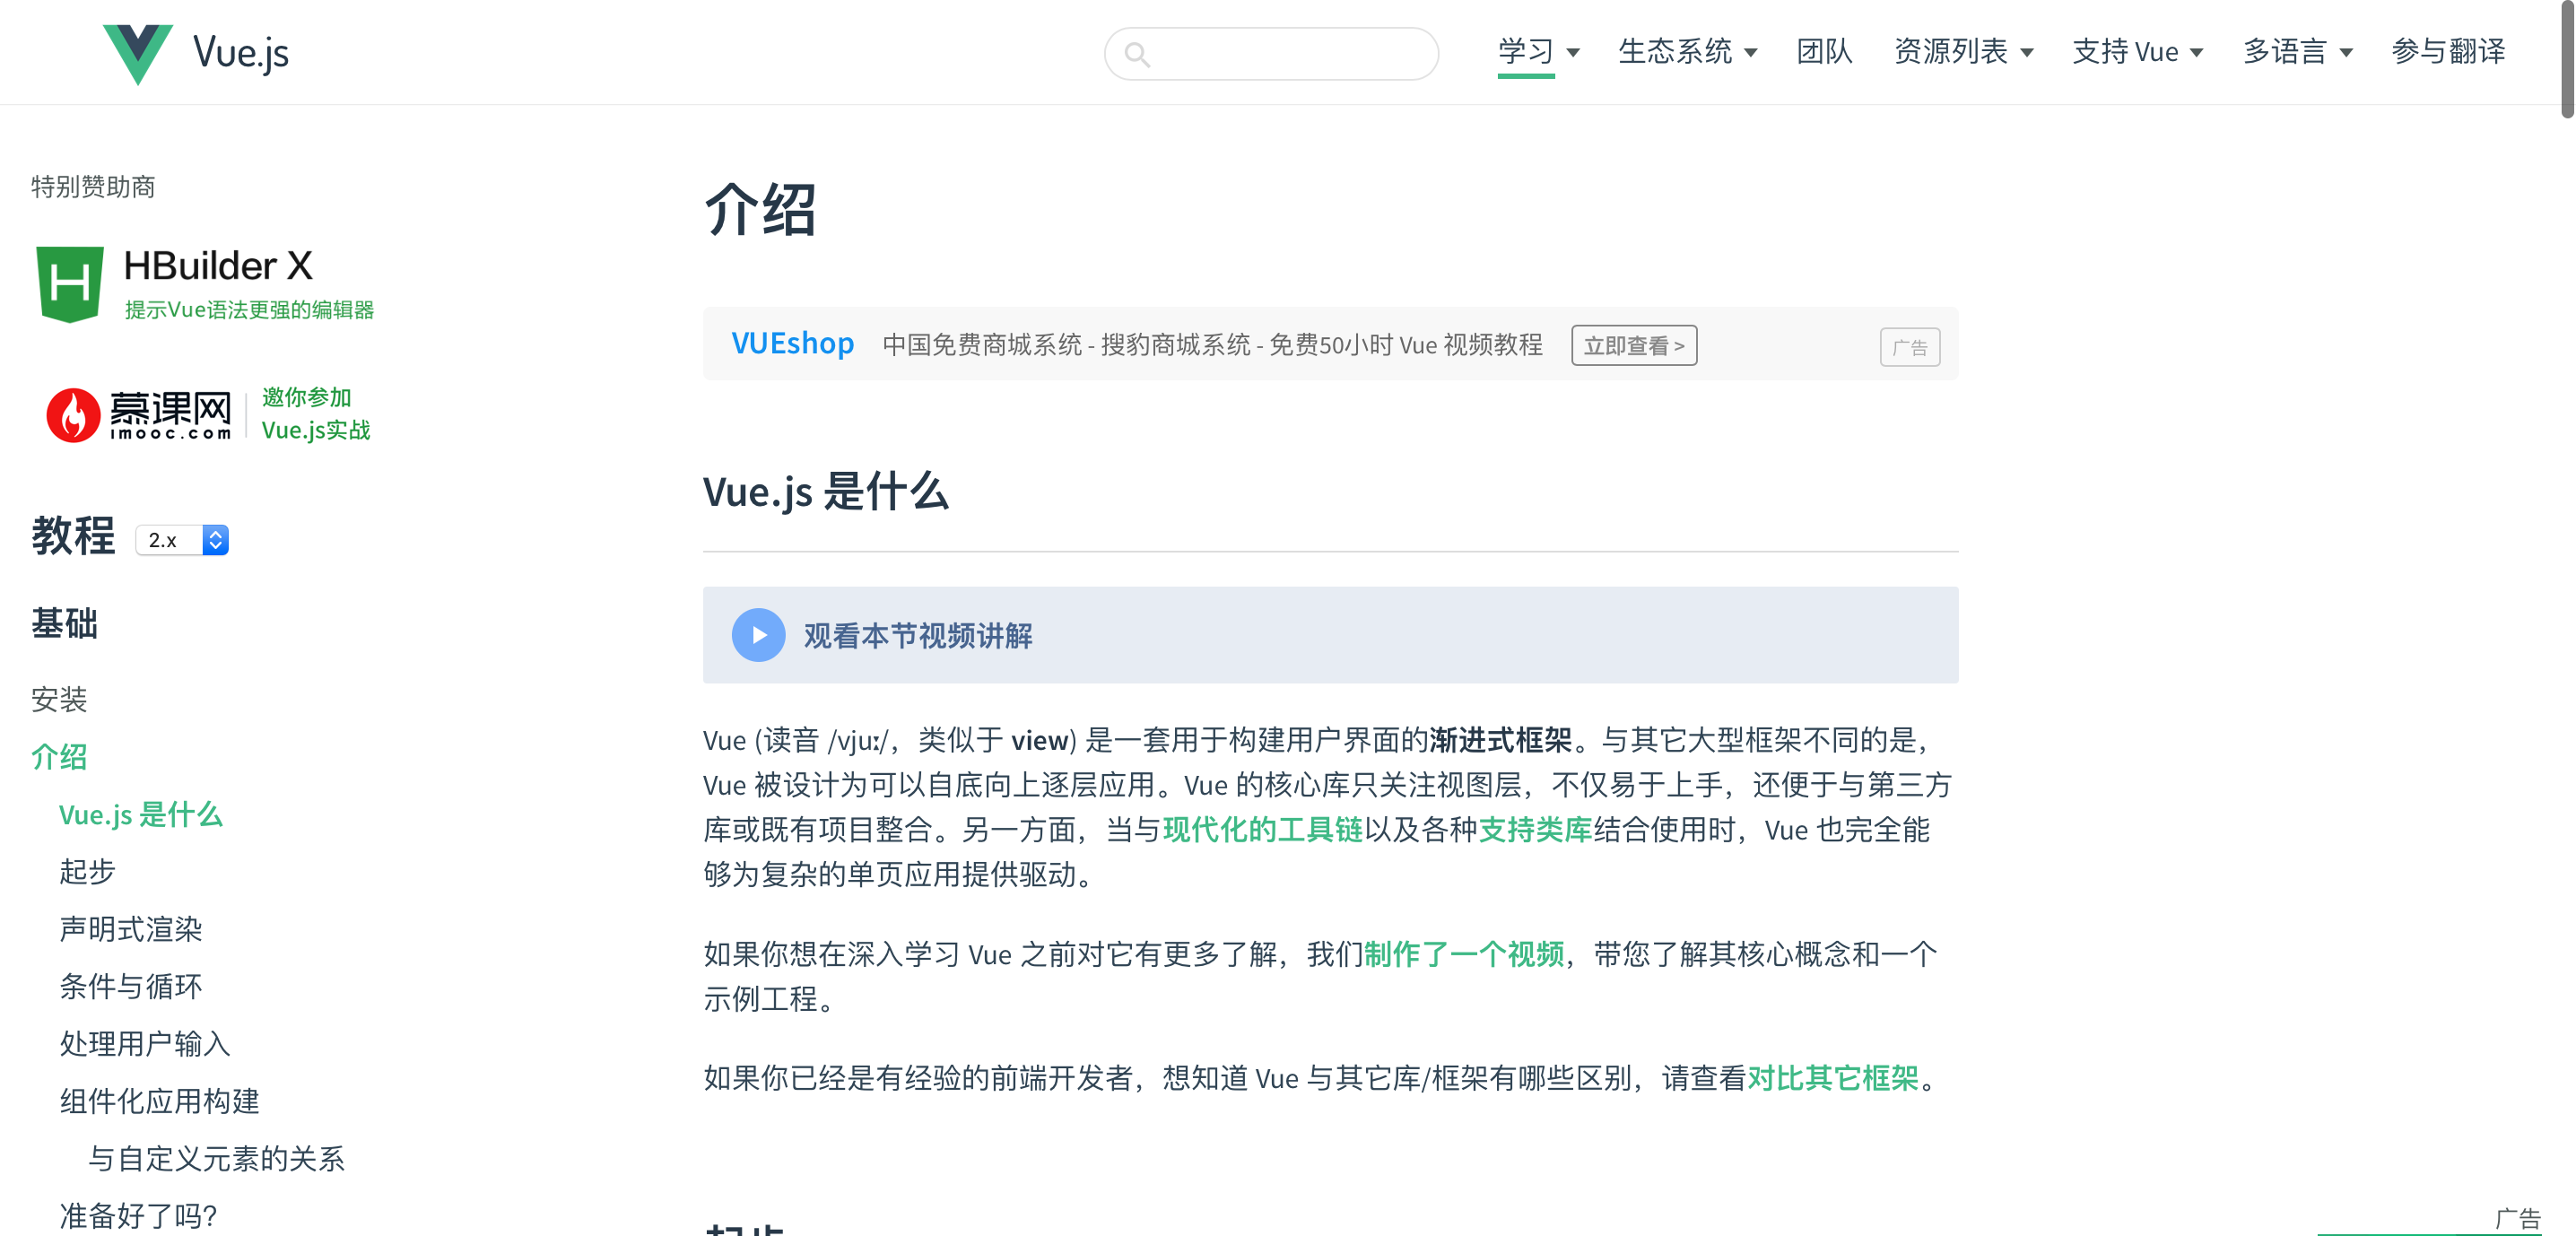 Vue.js
学习
生态系统
团队
资源列表
支持 Vue
多语言
参与翻译
特别赞助商
HBuilder X
提示Vue语法更强的编辑器
慕课网
imooc.com
邀你参加
Vue.js实战
教程
2.x
基础
安装
介绍
Vue.js 是什么
起步
声明式渲染
条件与循环
处理用户输入
组件化应用构建
与自定义元素的关系
准备好了吗?
介绍
VUEshop 中国免费商城系统 - 搜豹商城系统 - 免费50小时 Vue 视频教程 立即查看 > 广告
Vue.js 是什么
观看本节视频讲解
Vue (读音 /vjuː/，类似于 view) 是一套用于构建用户界面的渐进式框架。与其它大型框架不同的是，
Vue 被设计为可以自底向上逐层应用。Vue 的核心库只关注视图层，不仅易于上手，还便于与第三方
库或既有项目整合。另一方面，当与现代化的工具链以及各种支持类库结合使用时，Vue 也完全能
够为复杂的单页应用提供驱动。
如果你想在深入学习 Vue 之前对它有更多了解，我们制作了一个视频，带您了解其核心概念和一个
示例工程。
如果你已经是有经验的前端开发者，想知道 Vue 与其它库/框架有哪些区别，请查看对比其它框架。
起步
广告